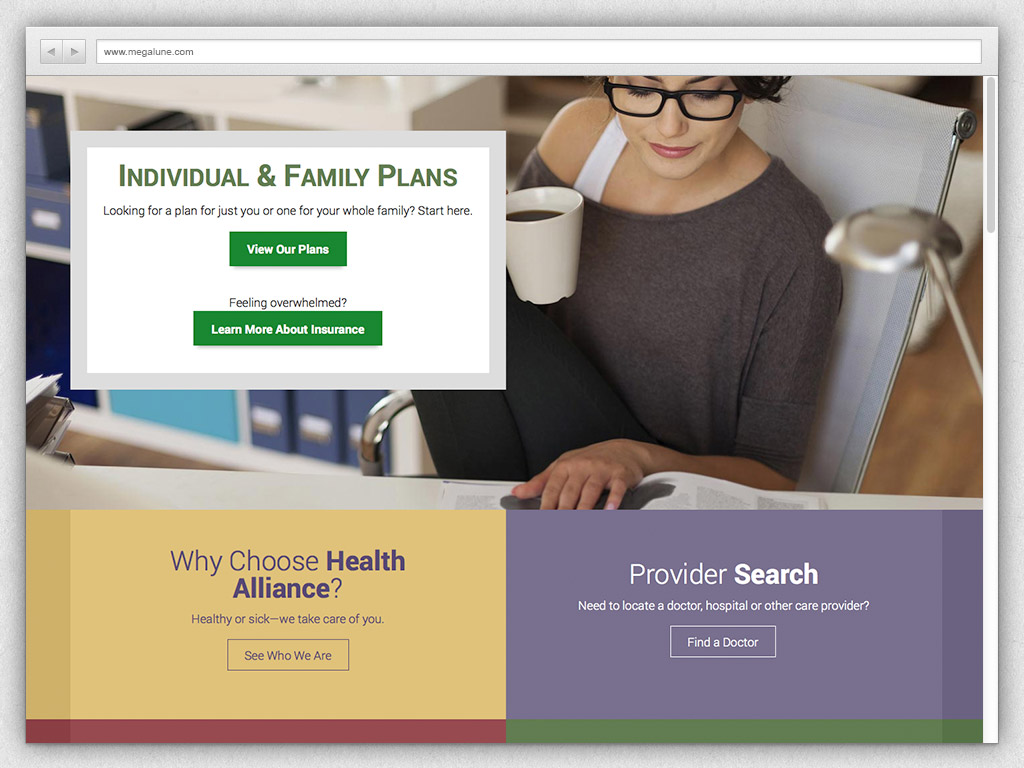 www.megalune.com
Individual & Family Plans
Looking for a plan for just you or one for your whole family? Start here.
View Our Plans
Feeling overwhelmed?
Learn More About Insurance
Why Choose Health
Alliance?
Healthy or sick—we take care of you.
See Who We Are
Provider Search
Need to locate a doctor, hospital or other care provider?
Find a Doctor